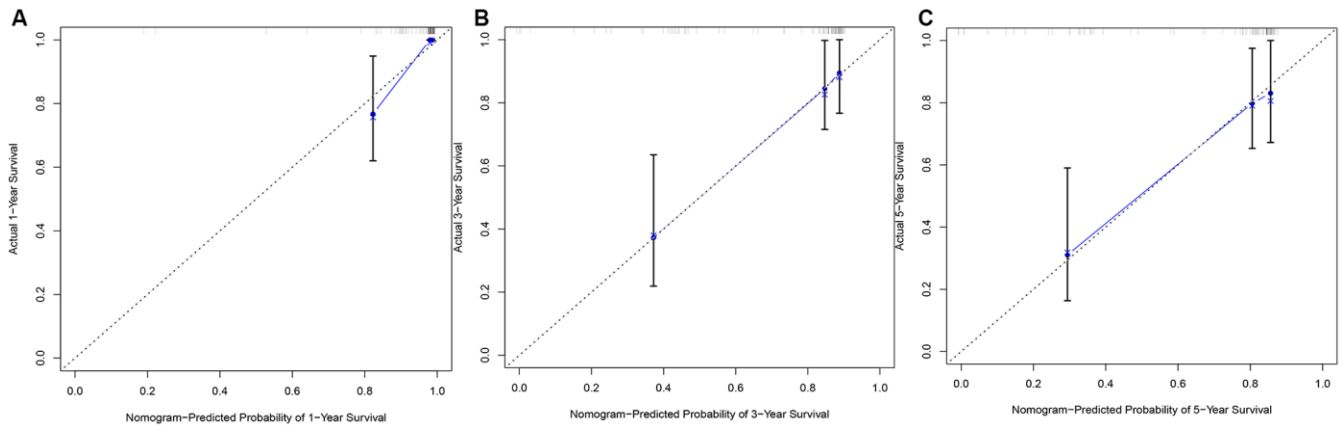 A
Actual 1−Year Survival
1.0
0.8
0.6
0.4
0.2
0.0
0.0 0.2 0.4 0.6 0.8 1.0
Nomogram−Predicted Probability of 1−Year Survival
B
Actual 3−Year Survival
1.0
0.8
0.6
0.4
0.2
0.0
0.0 0.2 0.4 0.6 0.8 1.0
Nomogram−Predicted Probability of 3−Year Survival
C
Actual 5−Year Survival
1.0
0.8
0.6
0.4
0.2
0.0
0.0 0.2 0.4 0.6 0.8 1.0
Nomogram−Predicted Probability of 5−Year Survival